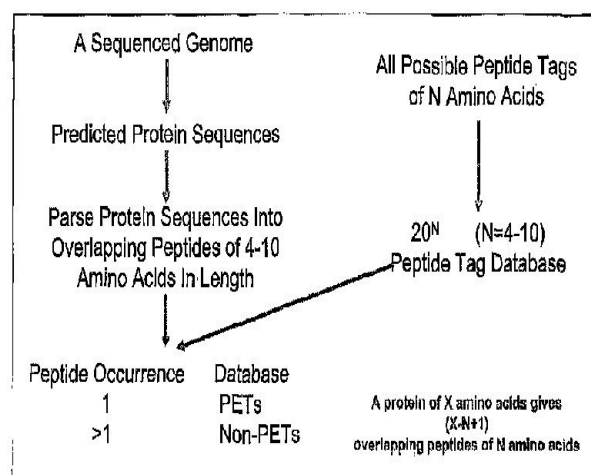 A Sequenced Genome
Predicted Protein Sequences
Parse Protein Sequences Into
Overlapping Peptides of 4-10
Amino Acids In Length
All Possible Peptide Tags
of N Amino Acids
20ᴺ (N=4-10)
Peptide Tag Database
Peptide Occurrence Database
1 PETs
>1 Non-PETs
A protein of X amino acids gives
(X-N+1)
overlapping peptides of N amino acids